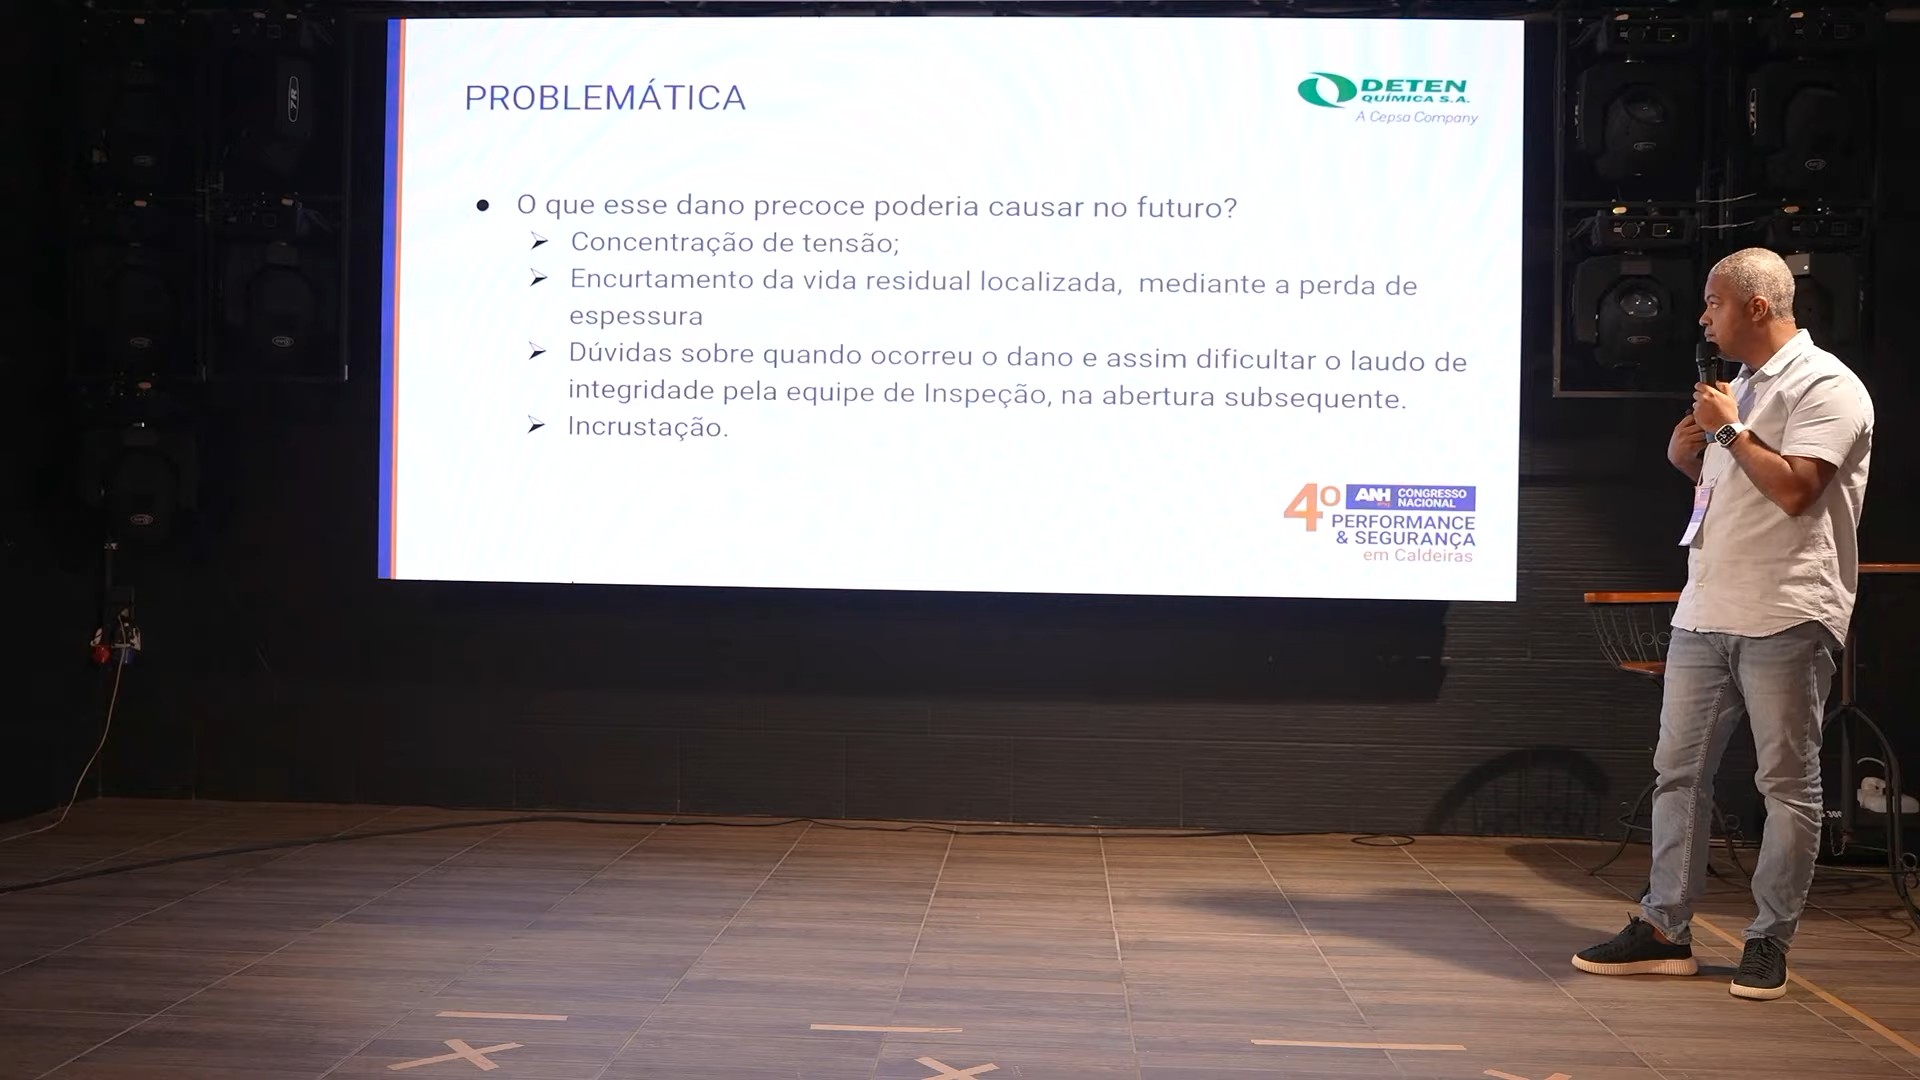 PROBLEMÁTICA
DETEN
QUÍMICA S.A.
A Cepsa Company
● O que esse dano precoce poderia causar no futuro?
➢ Concentração de tensão;
➢ Encurtamento da vida residual localizada, mediante a perda de
espessura
➢ Dúvidas sobre quando ocorreu o dano e assim dificultar o laudo de
integridade pela equipe de Inspeção, na abertura subsequente.
➢ Incrustação.
4º ANH CONGRESSO
NACIONAL
PERFORMANCE
& SEGURANÇA
em Caldeiras
7R